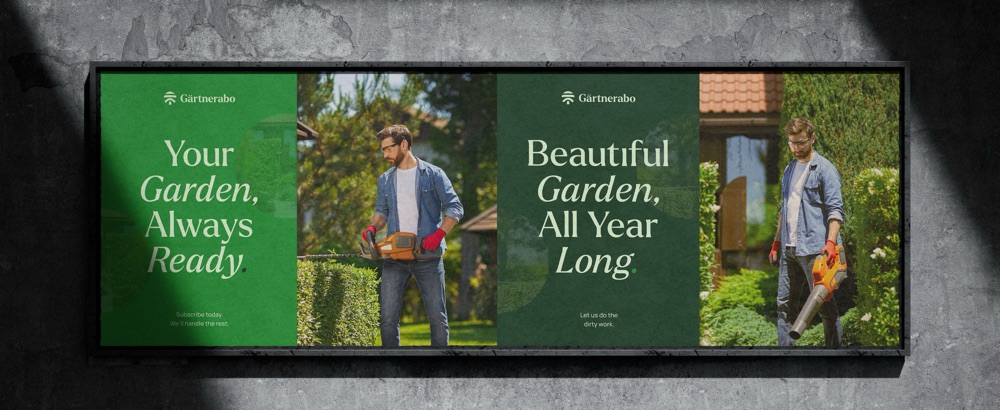 Gärtnerabo
Your
Garden,
Always
Ready.
Subscribe today.
We'll handle the rest.
Gärtnerabo
Beautiful
Garden,
All Year
Long.
Let us do the
dirty work.